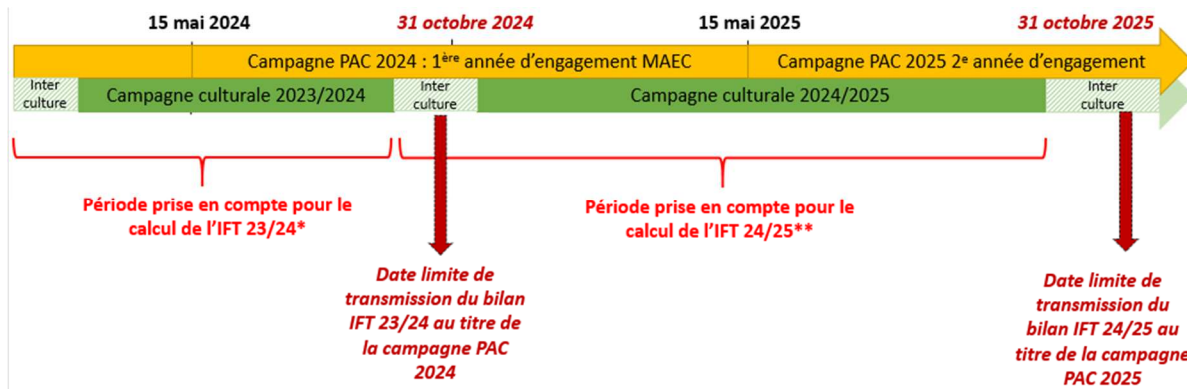 15 mai 2024
31 octobre 2024
15 mai 2025
31 octobre 2025
Campagne PAC 2024 : 1ère année d’engagement MAEC
Campagne PAC 2025 2e année d’engagement
Inter
culture
Campagne culturale 2023/2024
Inter
culture
Campagne culturale 2024/2025
Inter
culture
Période prise en compte pour le
calcul de l’IFT 23/24*
Période prise en compte pour le
calcul de l’IFT 24/25**
Date limite de
transmission du bilan
IFT 23/24 au titre de
la campagne PAC
2024
Date limite de
transmission du
bilan IFT 24/25 au
titre de la campagne
PAC 2025